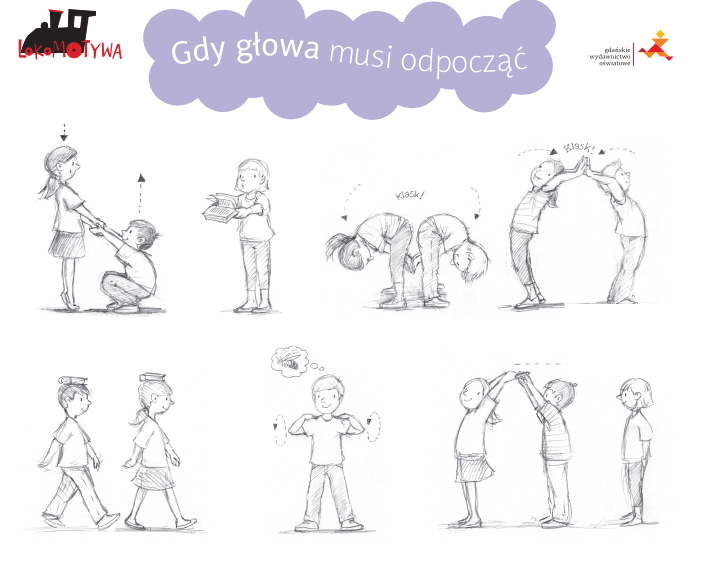 LOKOMOTYWA
Gdy głowa musi odpocząć
gdańskie
wydawnictwo
oświatowe
Klask!
Klask!